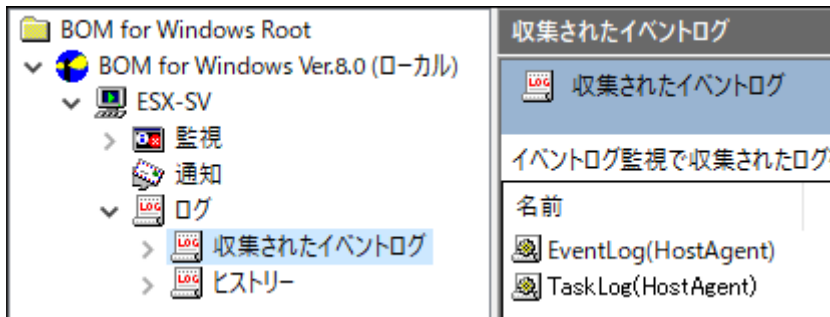 BOM for Windows Root
BOM for Windows Ver.8.0 (ローカル)
ESX-SV
監視
通知
ログ
収集されたイベントログ
ヒストリー
収集されたイベントログ
収集されたイベントログ
イベントログ監視で収集されたログ
名前
EventLog(HostAgent)
TaskLog(HostAgent)